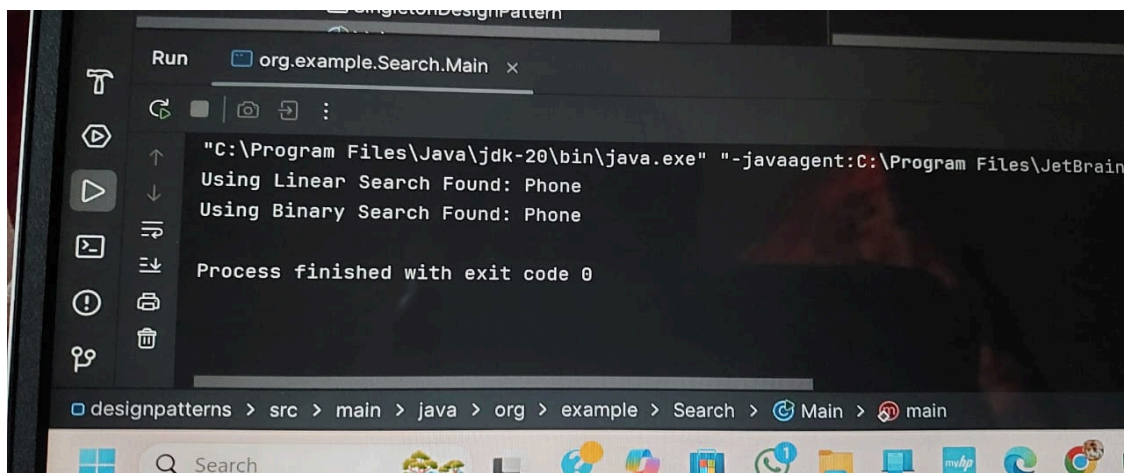 SingletonDesignPattern
Run org.example.Search.Main ×
"C:\Program Files\Java\jdk-20\bin\java.exe" "-javaagent:C:\Program Files\JetBrain
Using Linear Search Found: Phone
Using Binary Search Found: Phone
Process finished with exit code 0
designpatterns > src > main > java > org > example > Search > Main > main
Search
1
myhp